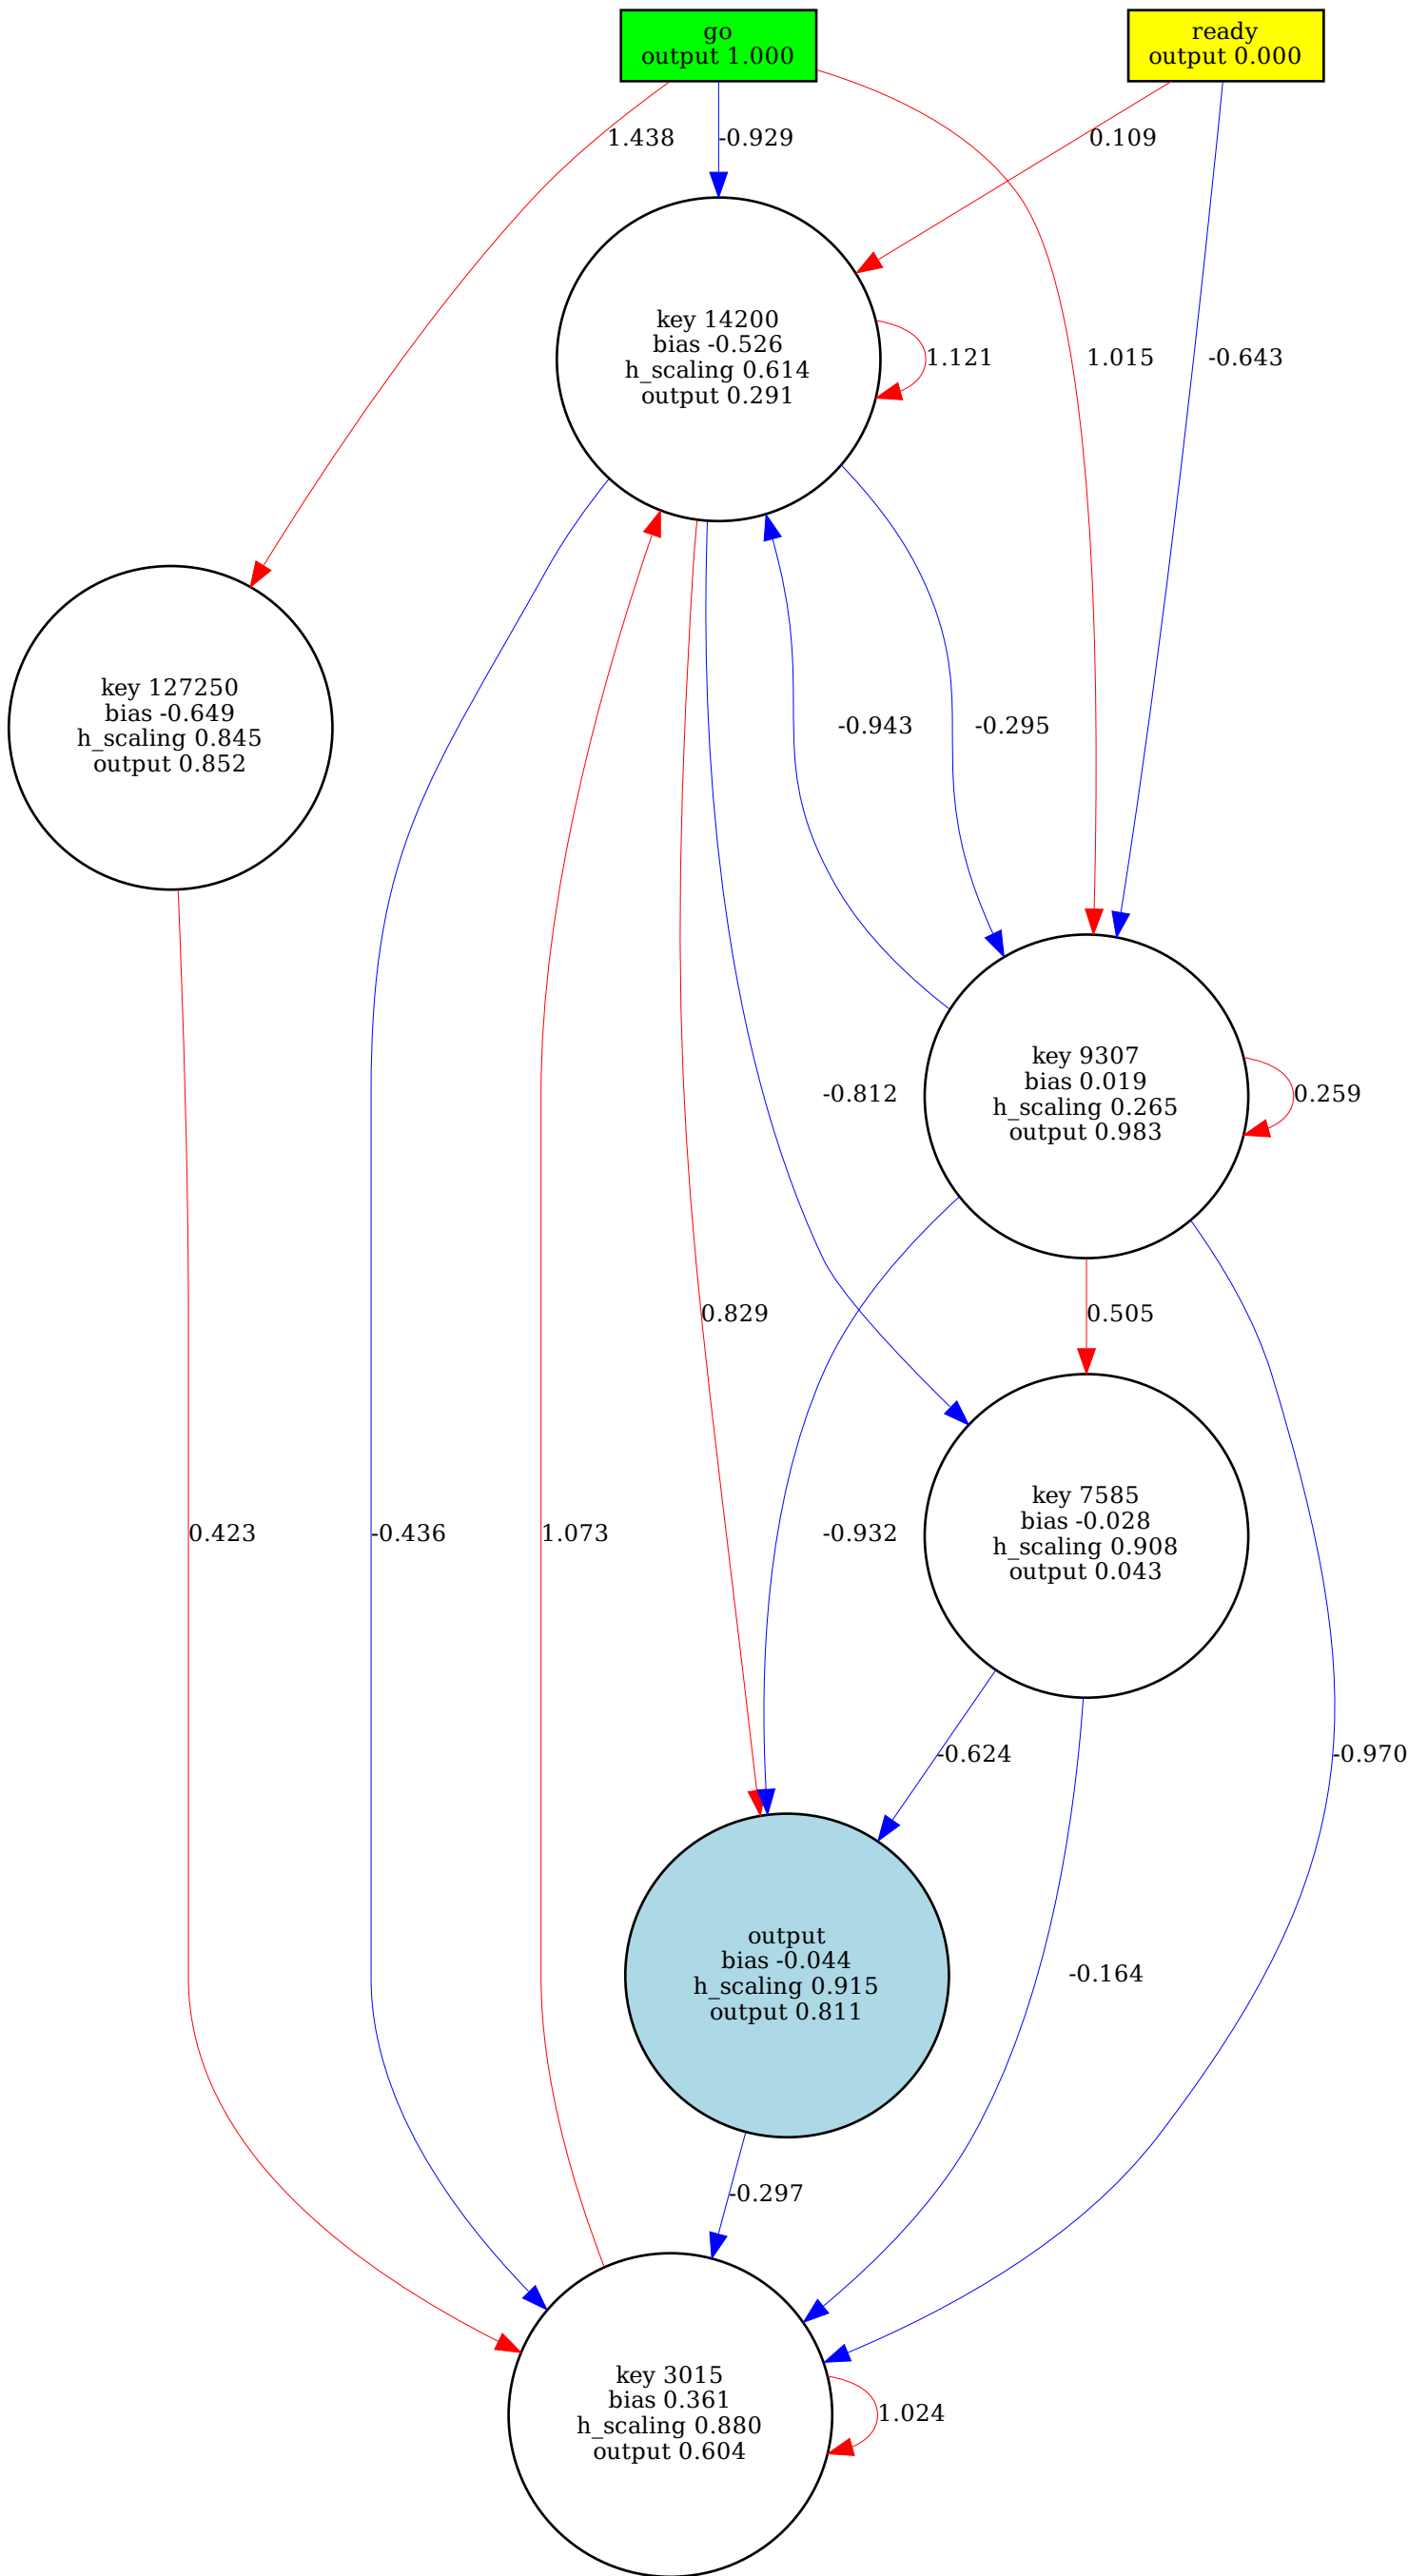 go
output 1.000
ready
output 0.000
1.438
-0.929
0.109
key 14200
bias -0.526
h_scaling 0.614
output 0.291
1.121
1.015
-0.643
key 127250
bias -0.649
h_scaling 0.845
output 0.852
-0.943
-0.295
key 9307
bias 0.019
h_scaling 0.265
output 0.983
-0.812
0.259
0.829
0.505
key 7585
bias -0.028
h_scaling 0.908
output 0.043
0.423
-0.436
1.073
-0.932
-0.624
-0.970
output
bias -0.044
h_scaling 0.915
output 0.811
-0.164
-0.297
key 3015
bias 0.361
h_scaling 0.880
output 0.604
1.024